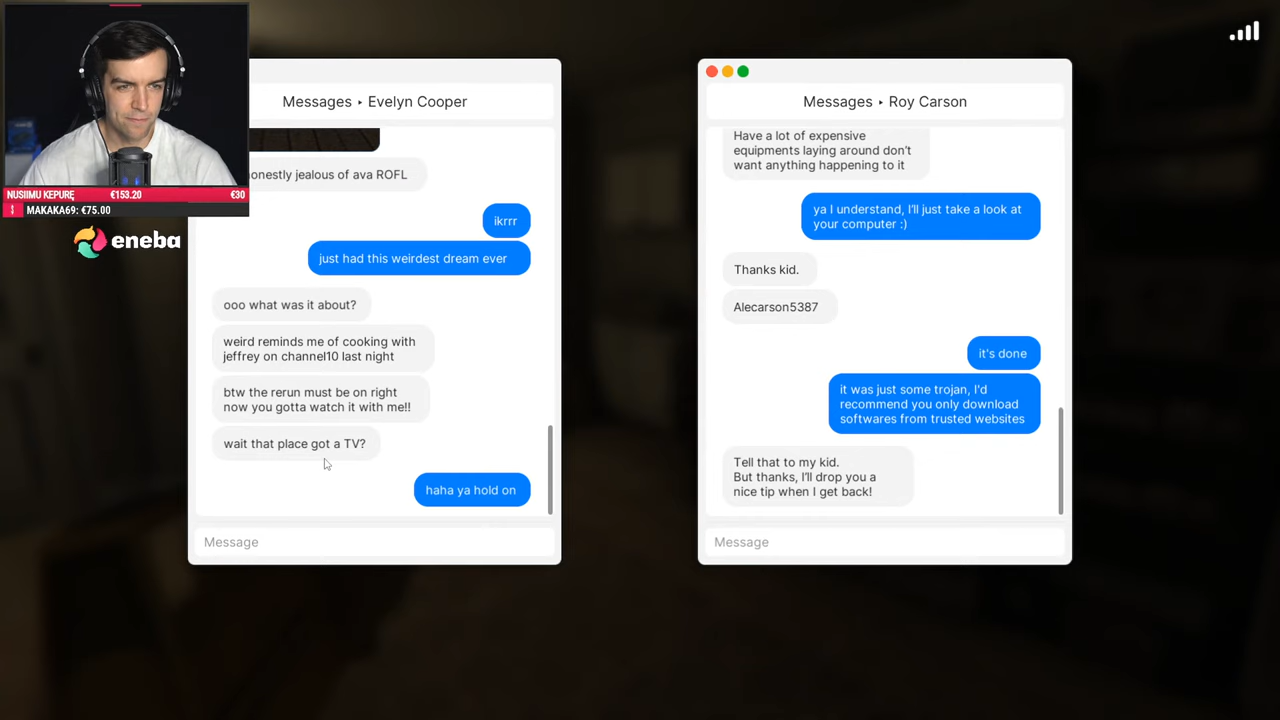 NUSIIMU KEPURĘ €153.20 €30
MAKAKA69: €75.00
eneba
Messages ▸ Evelyn Cooper
onestly jealous of ava ROFL
ikrrr
just had this weirdest dream ever
ooo what was it about?
weird reminds me of cooking with
jeffrey on channel10 last night
btw the rerun must be on right
now you gotta watch it with me!!
wait that place got a TV?
haha ya hold on
Message
Messages ▸ Roy Carson
Have a lot of expensive
equipments laying around don't
want anything happening to it
ya I understand, I'll just take a look at
your computer :)
Thanks kid.
Alecarson5387
it's done
it was just some trojan, I'd
recommend you only download
softwares from trusted websites
Tell that to my kid.
But thanks, I'll drop you a
nice tip when I get back!
Message